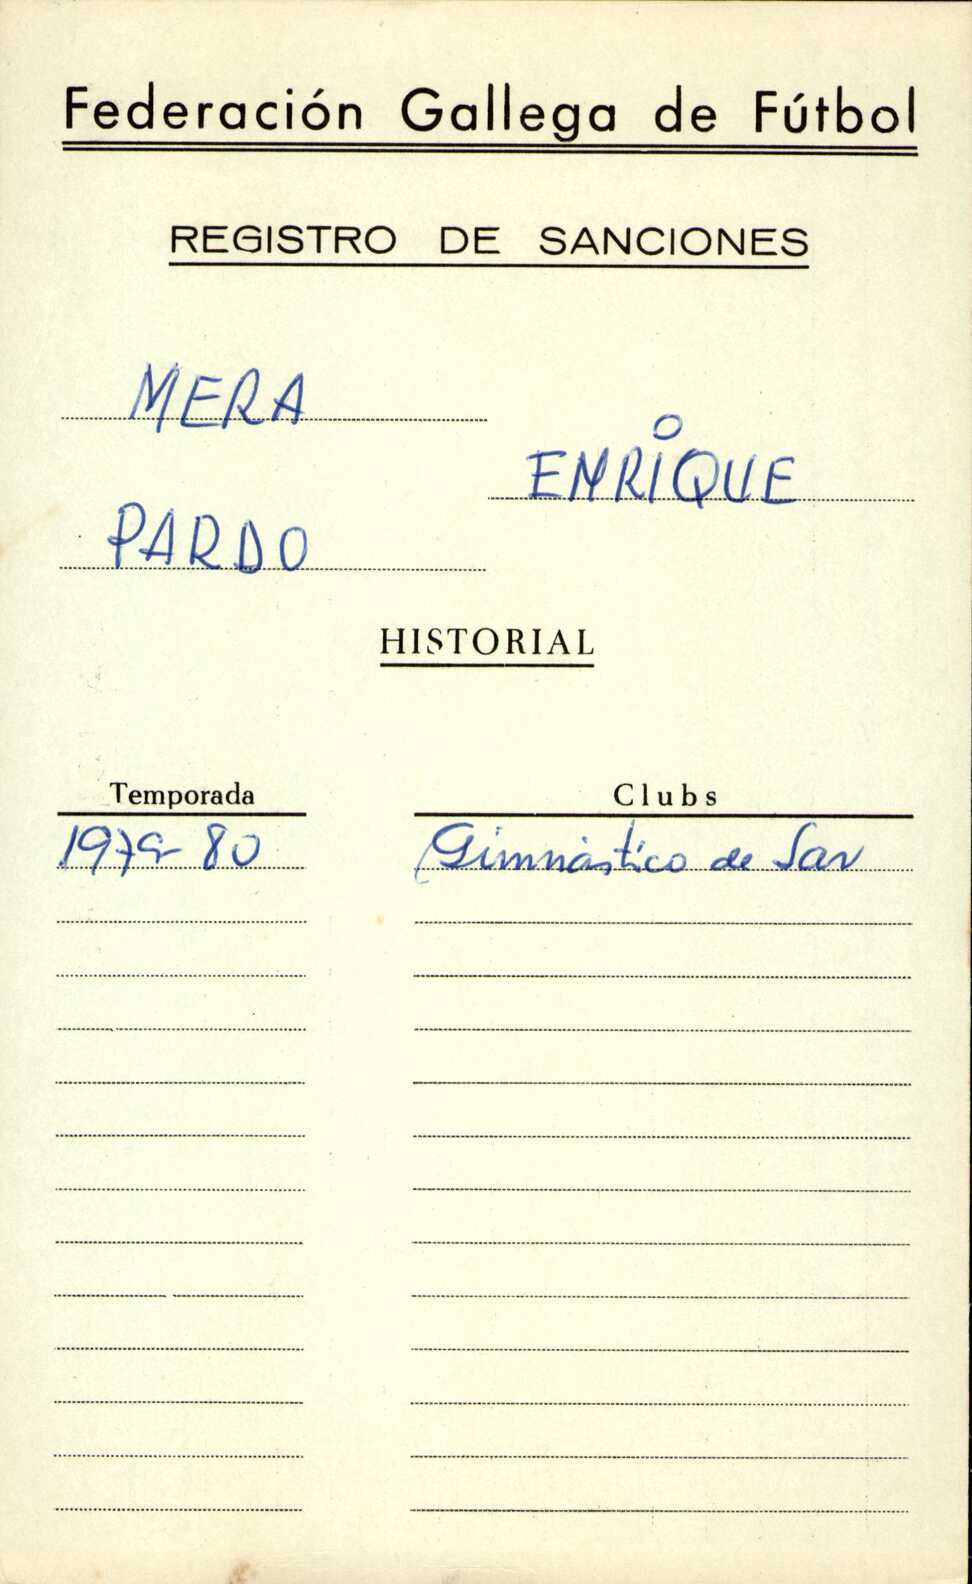 Federación Gallega de Fútbol
REGISTRO DE SANCIONES
MERA
ENRIQUE
PARDO
HISTORIAL
Temporada Clubs
1979-80 Gimnástico de Sar